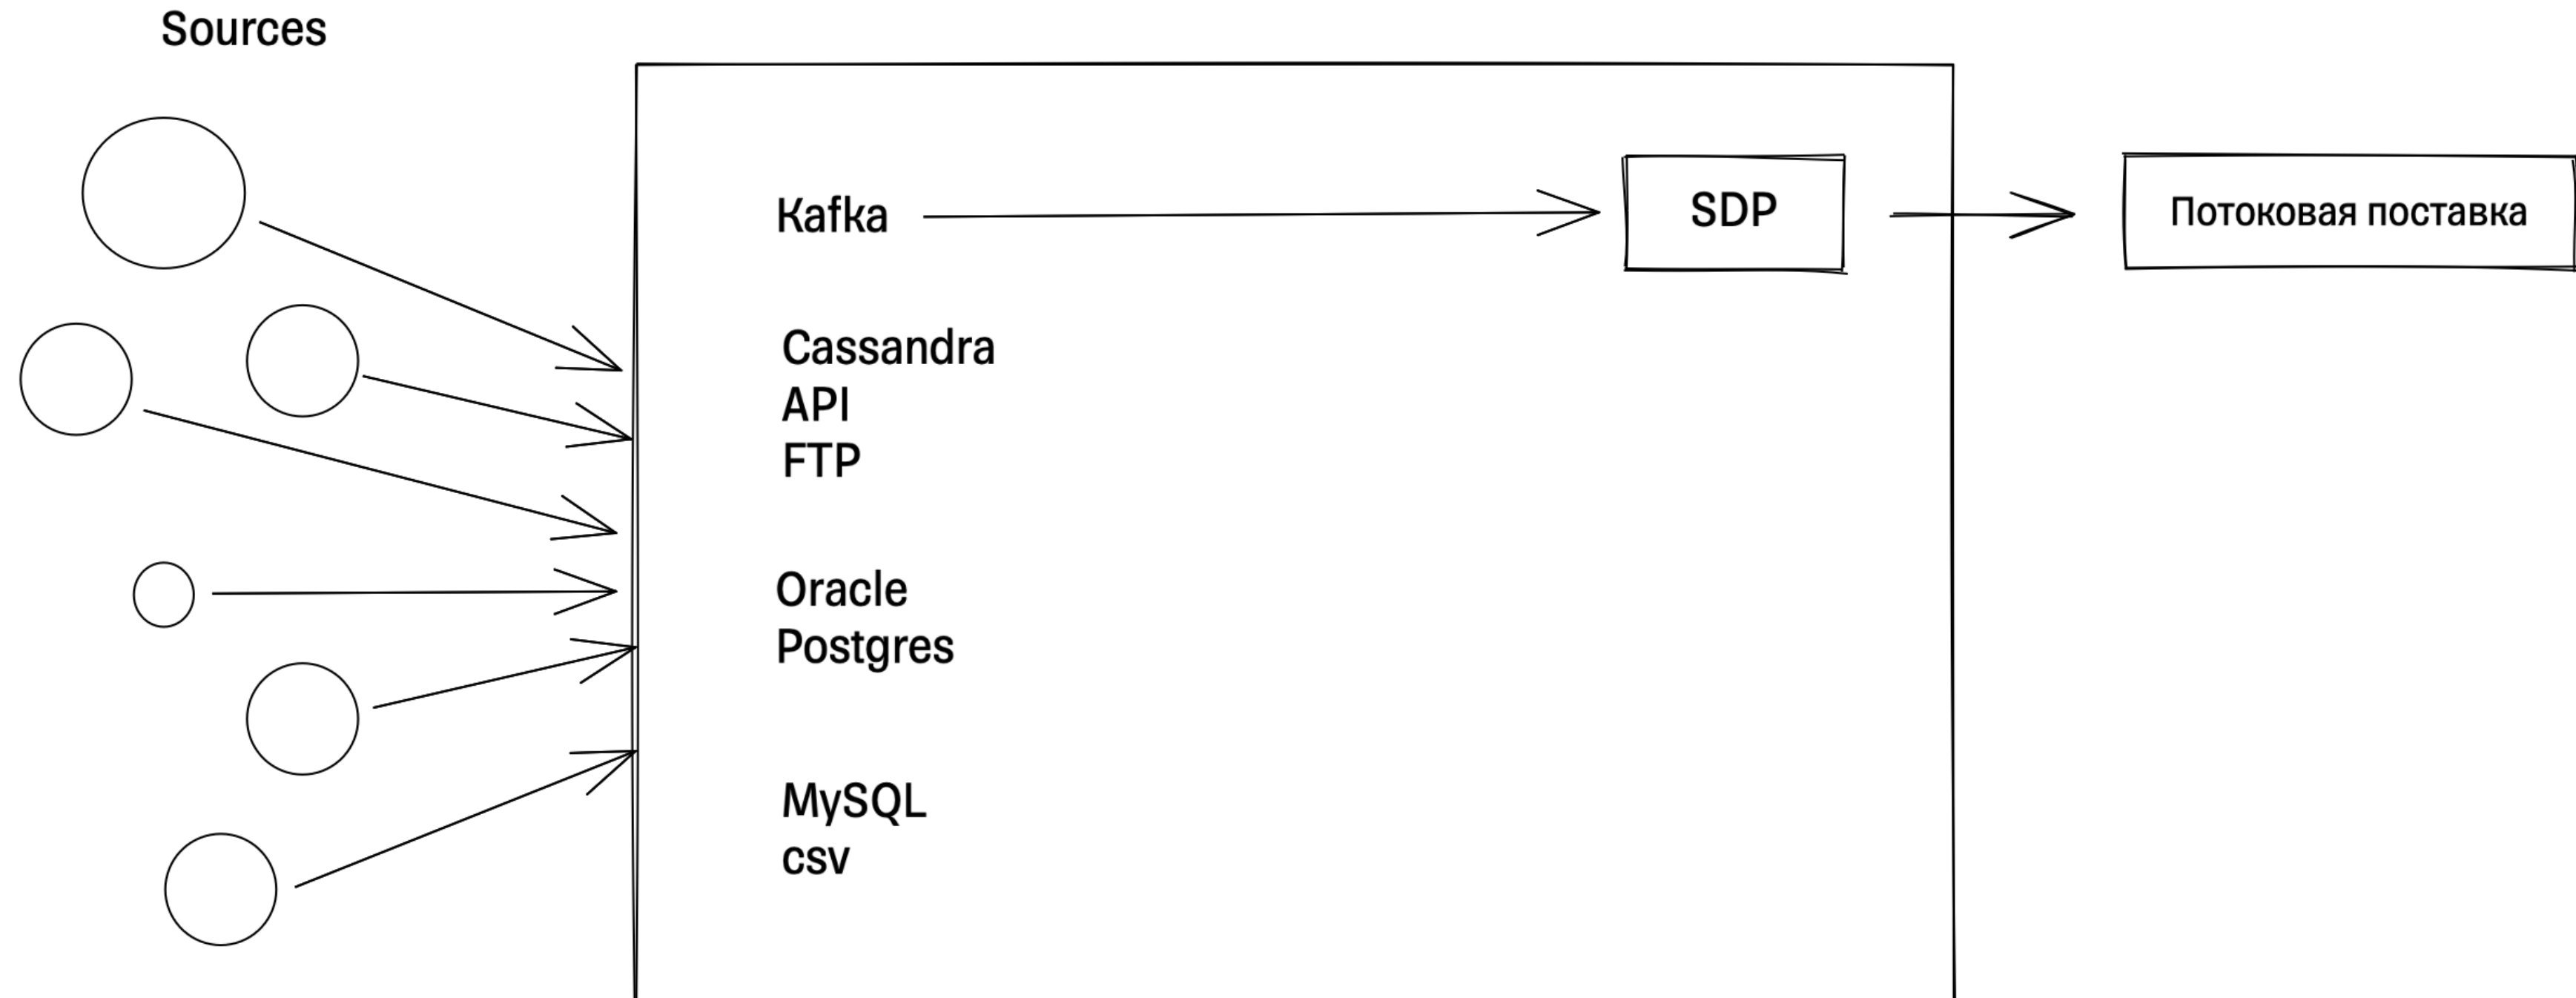 Sources
Kafka
SDP
Потоковая поставка
Cassandra
API
FTP
Oracle
Postgres
MySQL
csv